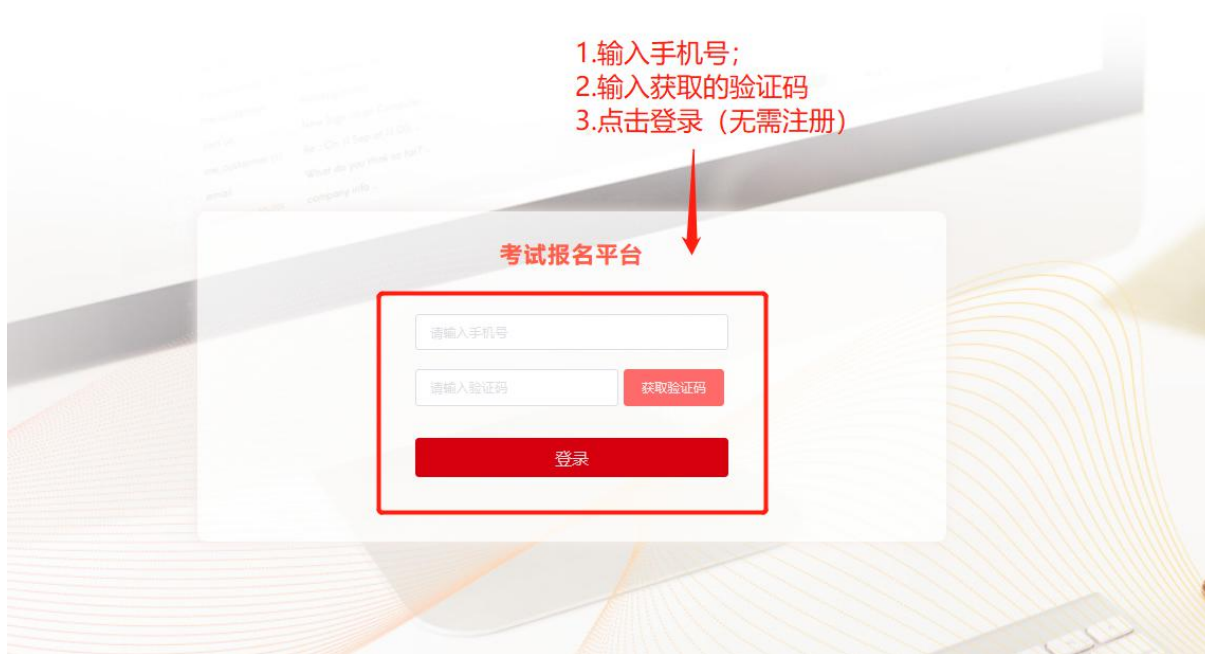 1.输入手机号；
2.输入获取的验证码
3.点击登录（无需注册）
company info ..
考试报名平台
请输入手机号
请输入验证码
获取验证码
登录